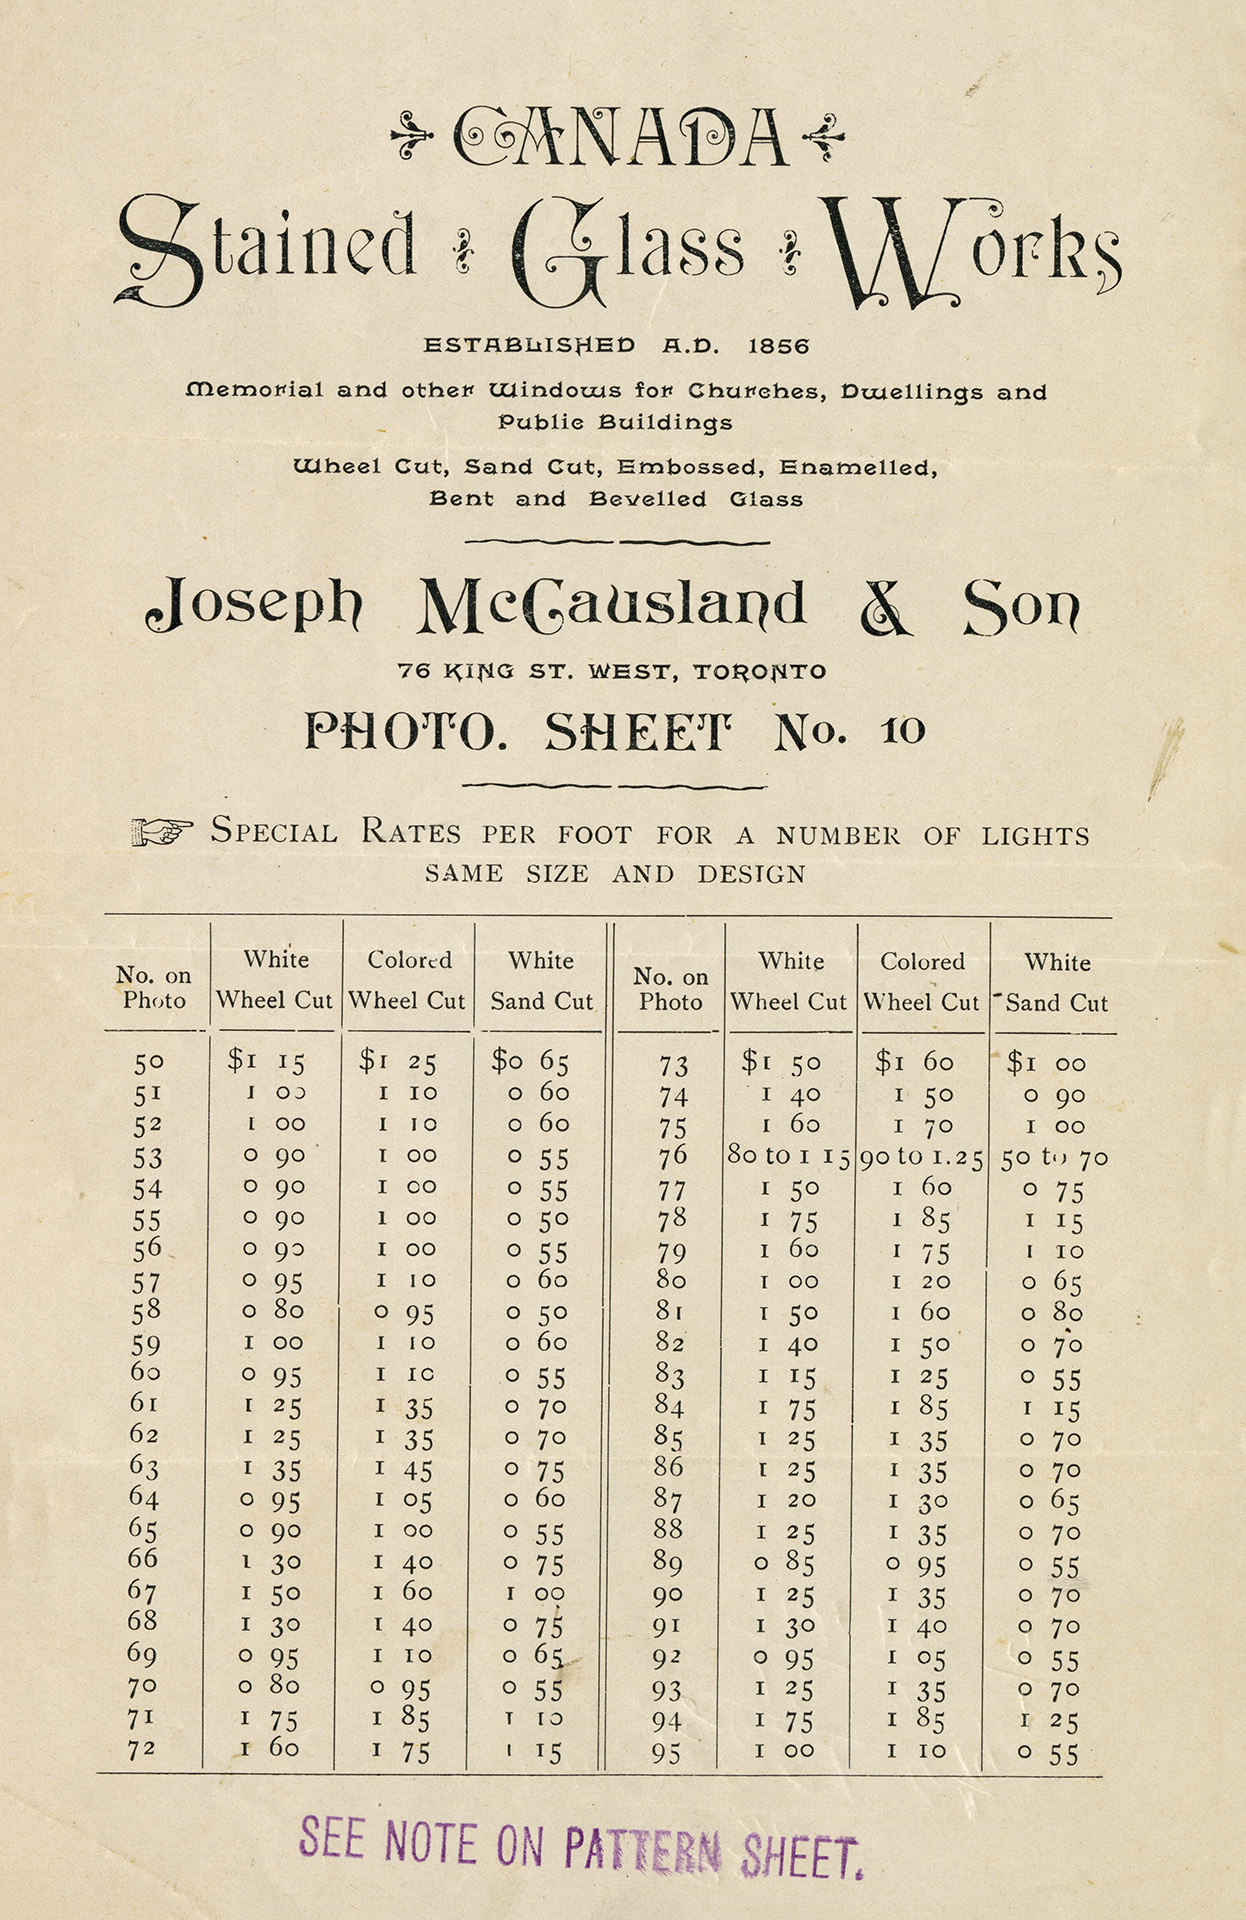 CANADA
Stained Glass Works
ESTABLISHED A.D. 1856
Memorial and other Windows for Churches, Dwellings and
Public Buildings
Wheel Cut, Sand Cut, Embossed, Enamelled,
Bent and Bevelled Glass
Joseph McCausland & Son
76 KING ST. WEST, TORONTO
PHOTO. SHEET No. 10
SPECIAL RATES PER FOOT FOR A NUMBER OF LIGHTS
SAME SIZE AND DESIGN
No. on Photo | White Wheel Cut | Colored Wheel Cut | White Sand Cut | No. on Photo | White Wheel Cut | Colored Wheel Cut | White Sand Cut
50 $1 15 $1 25 $0 65 73 $1 50 $1 60 $1 00
51 1 00 1 10 0 60 74 1 40 1 50 0 90
52 1 00 1 10 0 60 75 1 60 1 70 1 00
53 0 90 1 00 0 55 76 80 to 1 15 90 to 1.25 50 to 70
54 0 90 1 00 0 55 77 1 50 1 60 0 75
55 0 90 1 00 0 50 78 1 75 1 85 1 15
56 0 90 1 00 0 55 79 1 60 1 75 1 10
57 0 95 1 10 0 60 80 1 00 1 20 0 65
58 0 80 0 95 0 50 81 1 50 1 60 0 80
59 1 00 1 10 0 60 82 1 40 1 50 0 70
60 0 95 1 10 0 55 83 1 15 1 25 0 55
61 1 25 1 35 0 70 84 1 75 1 85 1 15
62 1 25 1 35 0 70 85 1 25 1 35 0 70
63 1 35 1 45 0 75 86 1 25 1 35 0 70
64 0 95 1 05 0 60 87 1 20 1 30 0 65
65 0 90 1 00 0 55 88 1 25 1 35 0 70
66 1 30 1 40 0 75 89 0 85 0 95 0 55
67 1 50 1 60 1 00 90 1 25 1 35 0 70
68 1 30 1 40 0 75 91 1 30 1 40 0 70
69 0 95 1 10 0 65 92 0 95 1 05 0 55
70 0 80 0 95 0 55 93 1 25 1 35 0 70
71 1 75 1 85 1 10 94 1 75 1 85 1 25
72 1 60 1 75 1 15 95 1 00 1 10 0 55
SEE NOTE ON PATTERN SHEET.